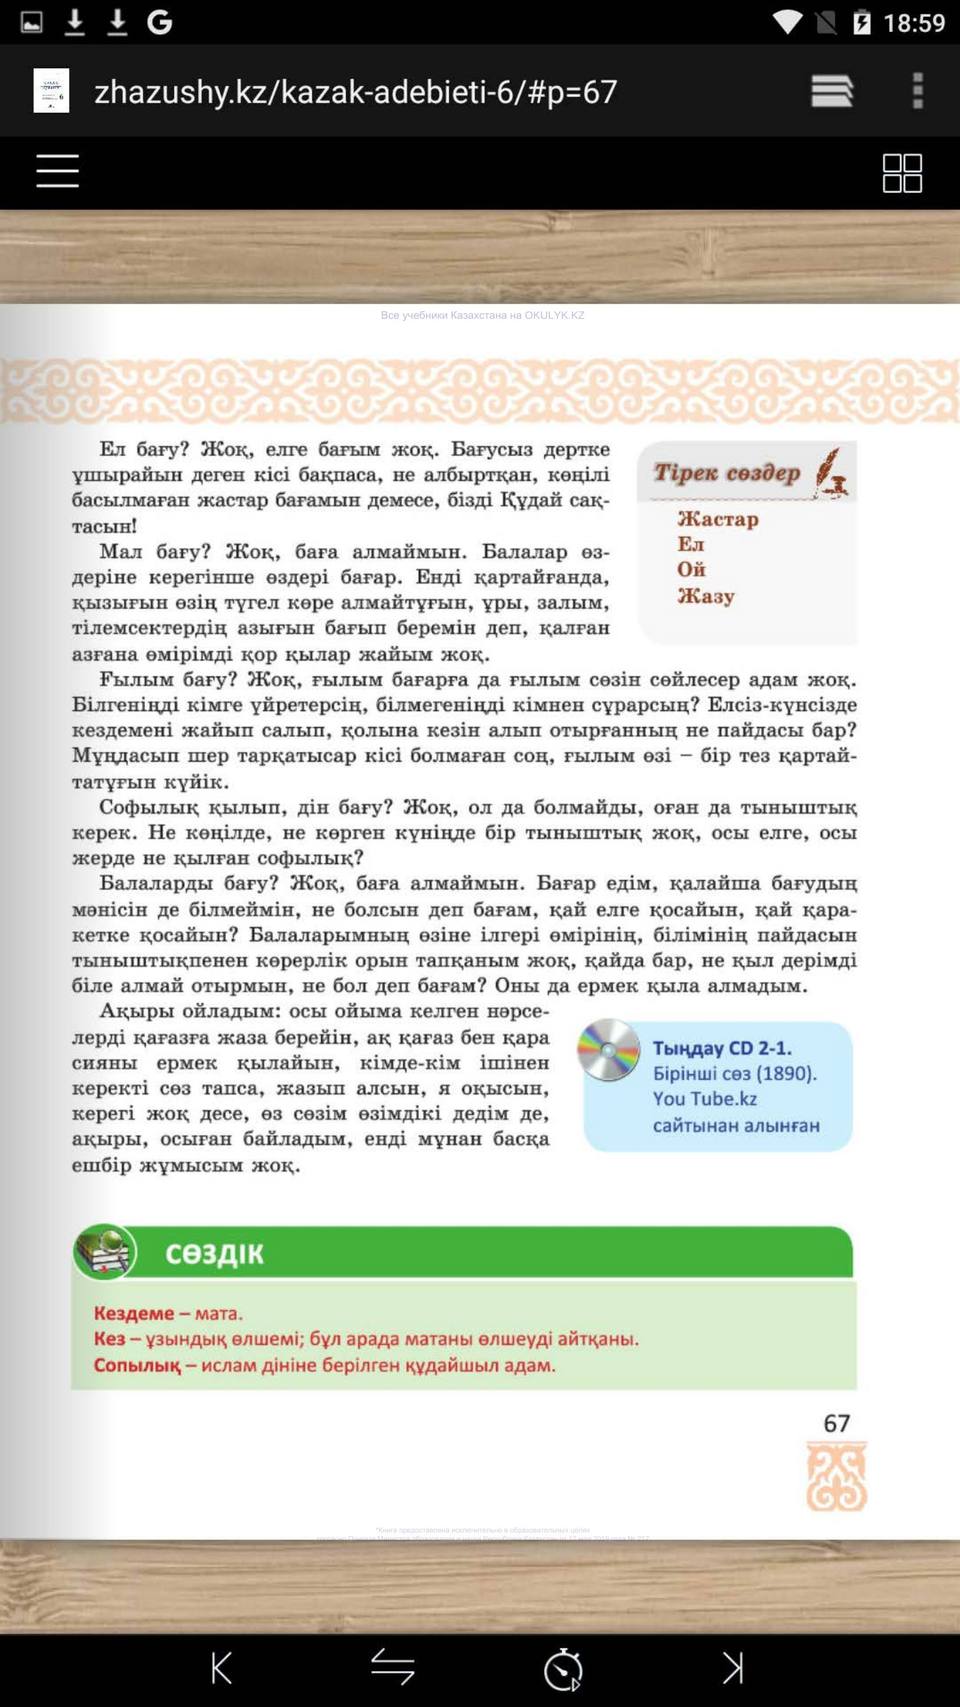 18:59
zhazushy.kz/kazak-adebieti-6/#p=67
Все учебники Казахстана на OKULYK.KZ
Ел бағу? Жоқ, елге бағым жоқ. Бағусыз дертке
ұшырайын деген кісі бақпаса, не албыртқан, көңілі
басылмаған жастар бағамын демесе, бізді Құдай сақ-
тасын!
Мал бағу? Жоқ, баға алмаймын. Балалар өз-
деріне керегінше өздері бағар. Енді қартайғанда,
қызығын өзің түгел көре алмайтұғын, ұры, залым,
тілемсектердің азығын бағып беремін деп, қалған
азғана өмірімді қор қылар жайым жоқ.
Тірек сөздер
Жастар
Ел
Ой
Жазу
Ғылым бағу? Жоқ, ғылым бағарға да ғылым сөзін сөйлесер адам жоқ.
Білгеніңді кімге үйретерсің, білмегеніңді кімнен сұрарсың? Елсіз-күнсізде
кездемені жайып салып, қолына кезін алып отырғанның не пайдасы бар?
Мұңдасып шер тарқатысар кісі болмаған соң, ғылым өзі – бір тез қартай-
татұғын күйік.
Софылық қылып, дін бағу? Жоқ, ол да болмайды, оған да тыныштық
керек. Не көңілде, не көрген күніңде бір тыныштық жоқ, осы елге, осы
жерде не қылған софылық?
Балаларды бағу? Жоқ, баға алмаймын. Бағар едім, қалайша бағудың
мәнісін де білмеймін, не болсын деп бағам, қай елге қосайын, қай қара-
кетке қосайын? Балаларымның өзіне ілгері өмірінің, білімінің пайдасын
тыныштықпенен көрерлік орын тапқаным жоқ, қайда бар, не қыл дерімді
біле алмай отырмын, не бол деп бағам? Оны да ермек қыла алмадым.
Ақыры ойладым: осы ойыма келген нәрсе-
лерді қағазға жаза берейін, ақ қағаз бен қара
сияны ермек қылайын, кімде-кім ішінен
керекті сөз тапса, жазып алсын, я оқысын,
керегі жоқ десе, өз сөзім өзімдікі дедім де,
ақыры, осыған байладым, енді мұнан басқа
ешбір жұмысым жоқ.
Тыңдау CD 2-1.
Бірінші сөз (1890).
You Tube.kz
сайтынан алынған
СӨЗДІК
Кездеме – мата.
Кез – ұзындық өлшемі; бұл арада матаны өлшеуді айтқаны.
Сопылық – ислам дініне берілген құдайшыл адам.
67
*Книга предоставлена исключительно в образовательных целях